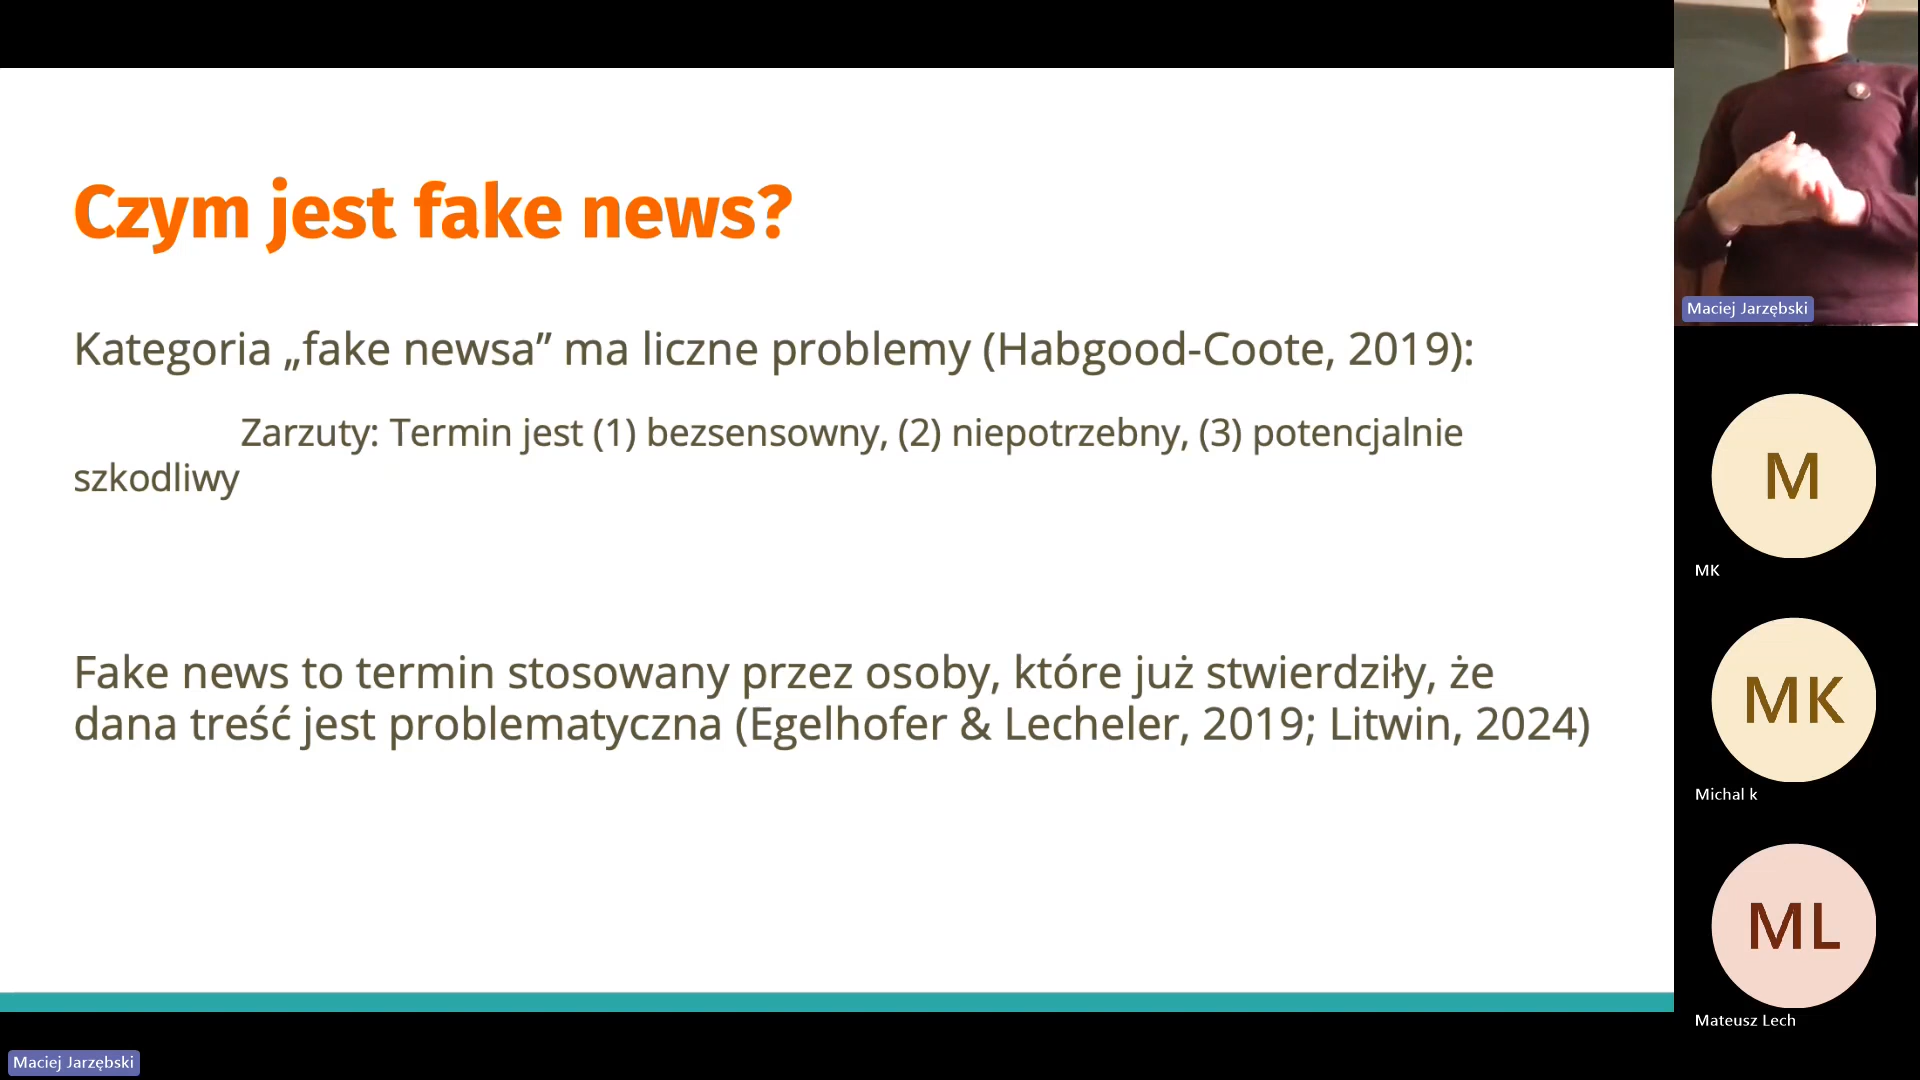 Czym jest fake news?
Kategoria „fake newsa” ma liczne problemy (Habgood-Coote, 2019):
Zarzuty: Termin jest (1) bezsensowny, (2) niepotrzebny, (3) potencjalnie
szkodliwy
Fake news to termin stosowany przez osoby, które już stwierdziły, że
dana treść jest problematyczna (Egelhofer & Lecheler, 2019; Litwin, 2024)
Maciej Jarzębski
M
MK
MK
Michal k
ML
Mateusz Lech
Maciej Jarzębski